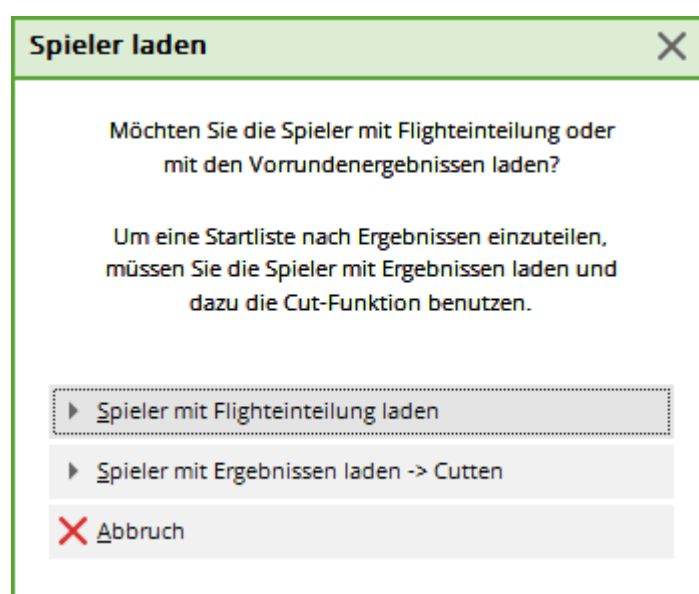 Spieler laden
Möchten Sie die Spieler mit Flighteinteilung oder
mit den Vorrundenergebnissen laden?
Um eine Startliste nach Ergebnissen einzuteilen,
müssen Sie die Spieler mit Ergebnissen laden und
dazu die Cut-Funktion benutzen.
Spieler mit Flighteinteilung laden
Spieler mit Ergebnissen laden -> Cutten
Abbruch